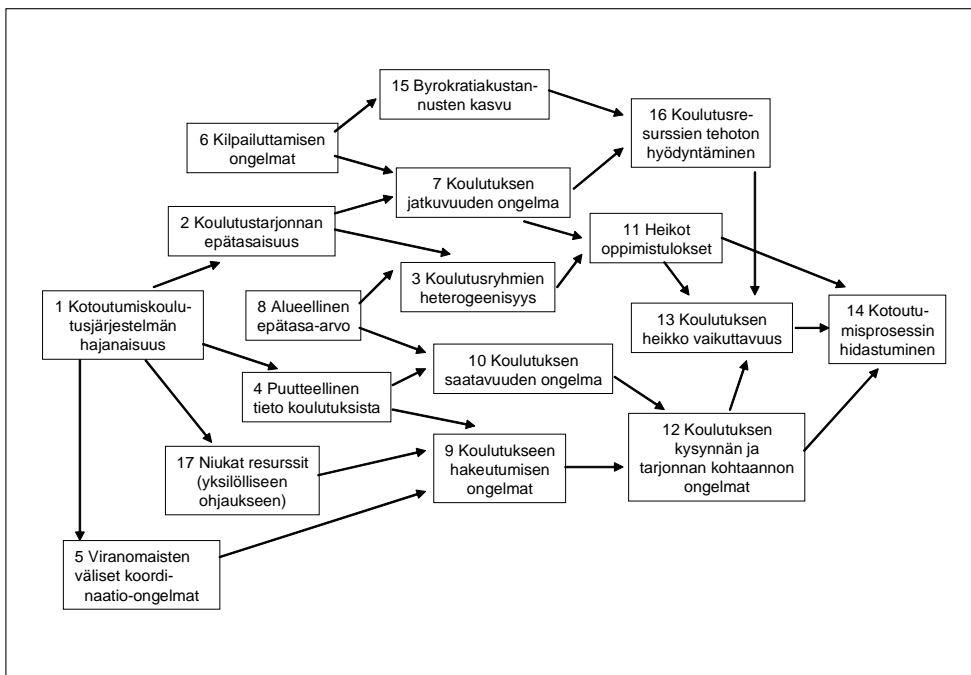 15 Byrokratiakustan-
nusten kasvu
16 Koulutusre-
surssien tehoton
hyödyntäminen
6 Kilpailuttamisen
ongelmat
7 Koulutuksen
jatkuvuuden ongelma
2 Koulutustarjonnan
epätasaisuus
11 Heikot
oppimistulokset
3 Koulutusryhmien
heterogeenisyys
1 Kotoutumiskoulu-
tusjärjestelmän
hajanaisuus
8 Alueellinen
epätasa-arvo
13 Koulutuksen
heikko vaikuttavuus
14 Kotoutu-
misprosessin
hidastuminen
10 Koulutuksen
saatavuuden ongelma
4 Puutteellinen
tieto koulutuksista
12 Koulutuksen
kysynnän ja
tarjonnan kohtaannon
ongelmat
9 Koulutukseen
hakeutumisen
ongelmat
17 Niukat resurssit
(yksilölliseen
ohjaukseen)
5 Viranomaisten
väliset koordi-
naatio-ongelmat